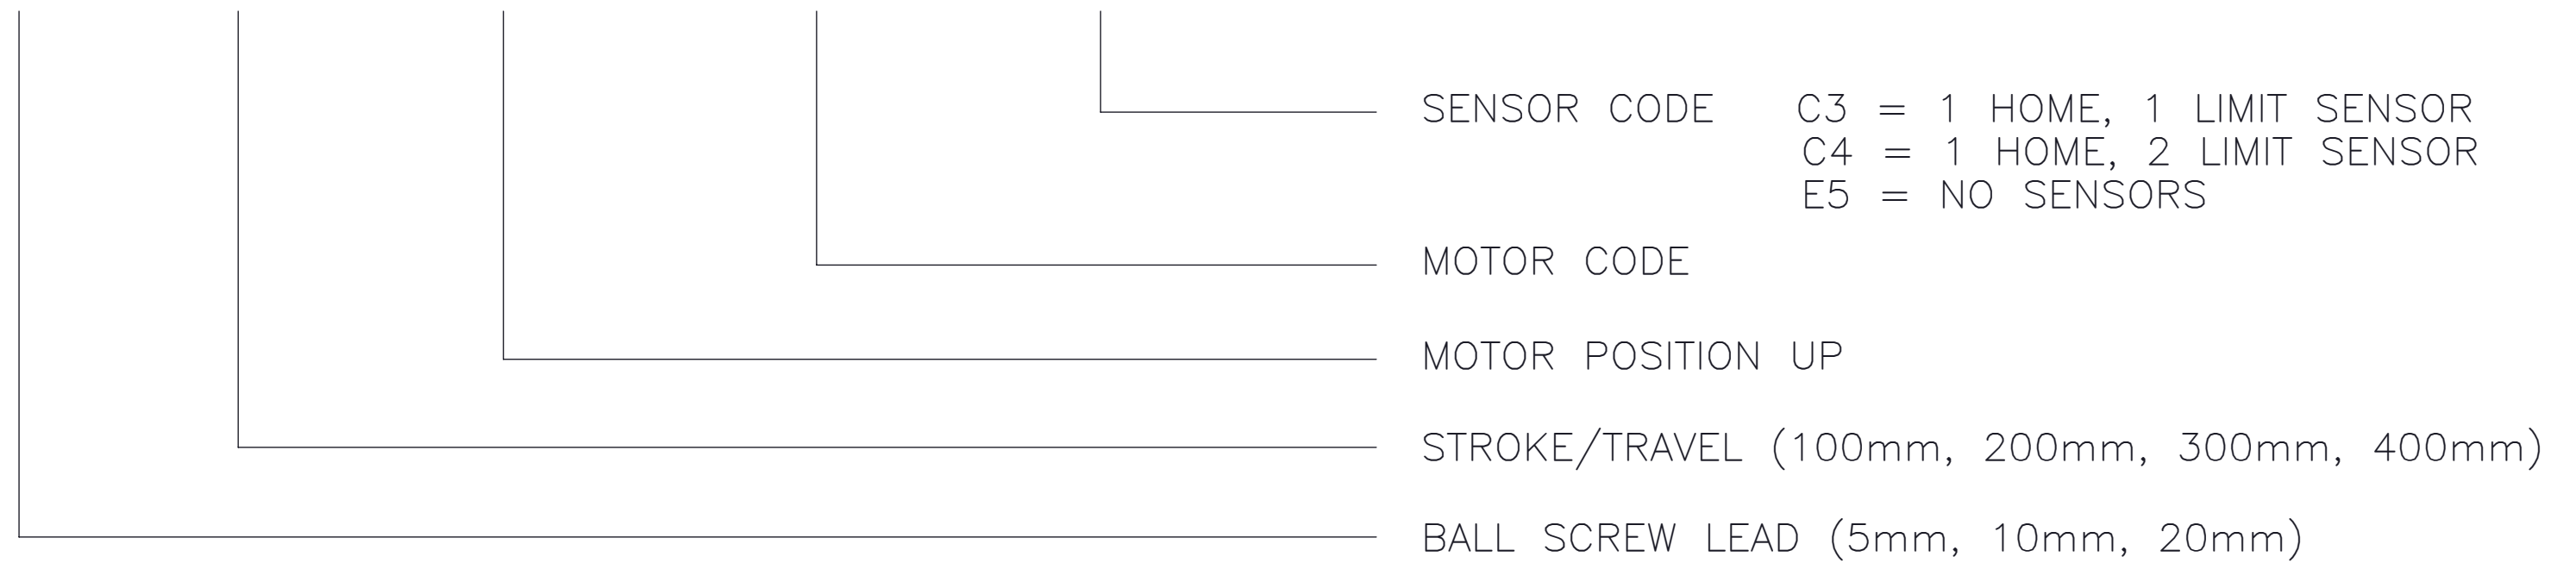 SENSOR CODE C3 = 1 HOME, 1 LIMIT SENSOR
C4 = 1 HOME, 2 LIMIT SENSOR
E5 = NO SENSORS
MOTOR CODE
MOTOR POSITION UP
STROKE/TRAVEL (100mm, 200mm, 300mm, 400mm)
BALL SCREW LEAD (5mm, 10mm, 20mm)